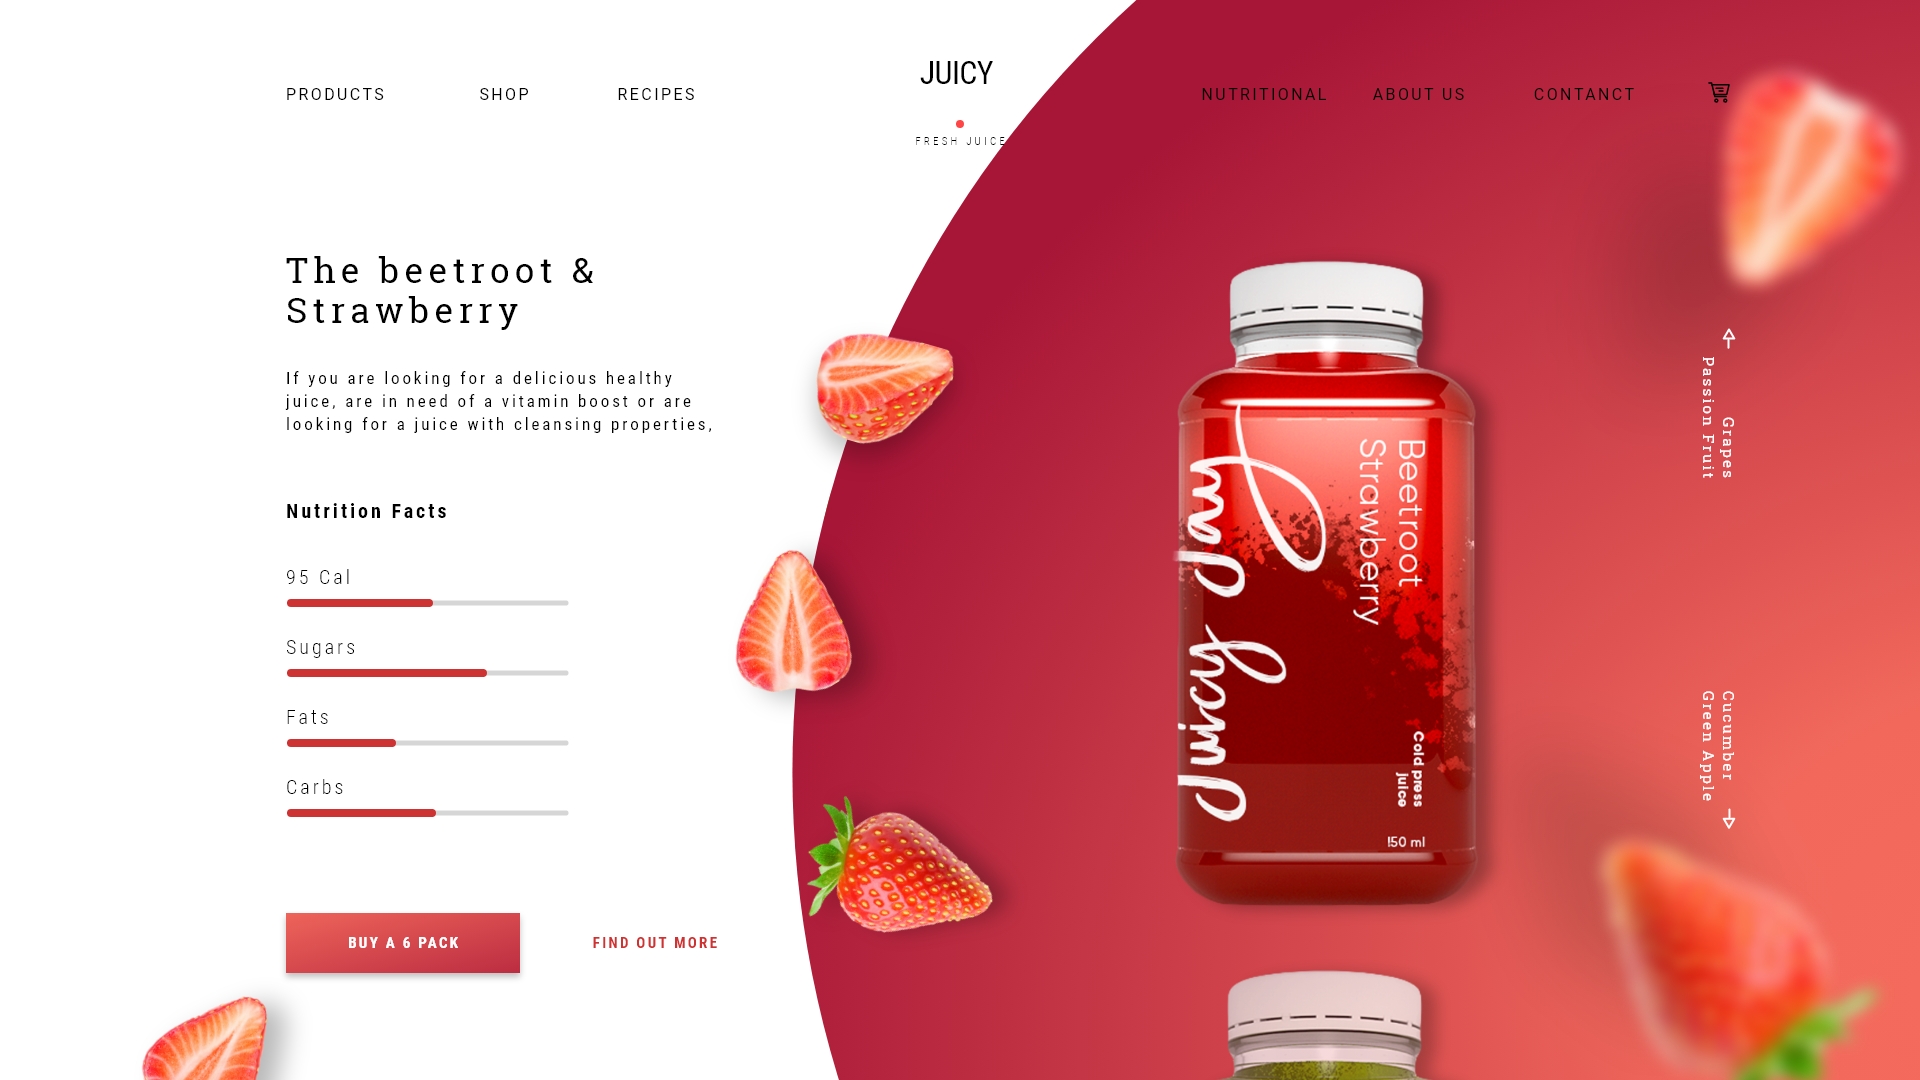 PRODUCTS
SHOP
RECIPES
JUICY
FRESH JUICE
NUTRITIONAL
ABOUT US
CONTANCT
The beetroot &
Strawberry
If you are looking for a delicious healthy
juice, are in need of a vitamin boost or are
looking for a juice with cleansing properties,
Nutrition Facts
95 Cal
Sugars
Fats
Carbs
BUY A 6 PACK
FIND OUT MORE
Beetroot
Strawberry
Juicy Jay
Cold press
juice
150 ml
Grapes
Passion Fruit
Cucumber
Green Apple